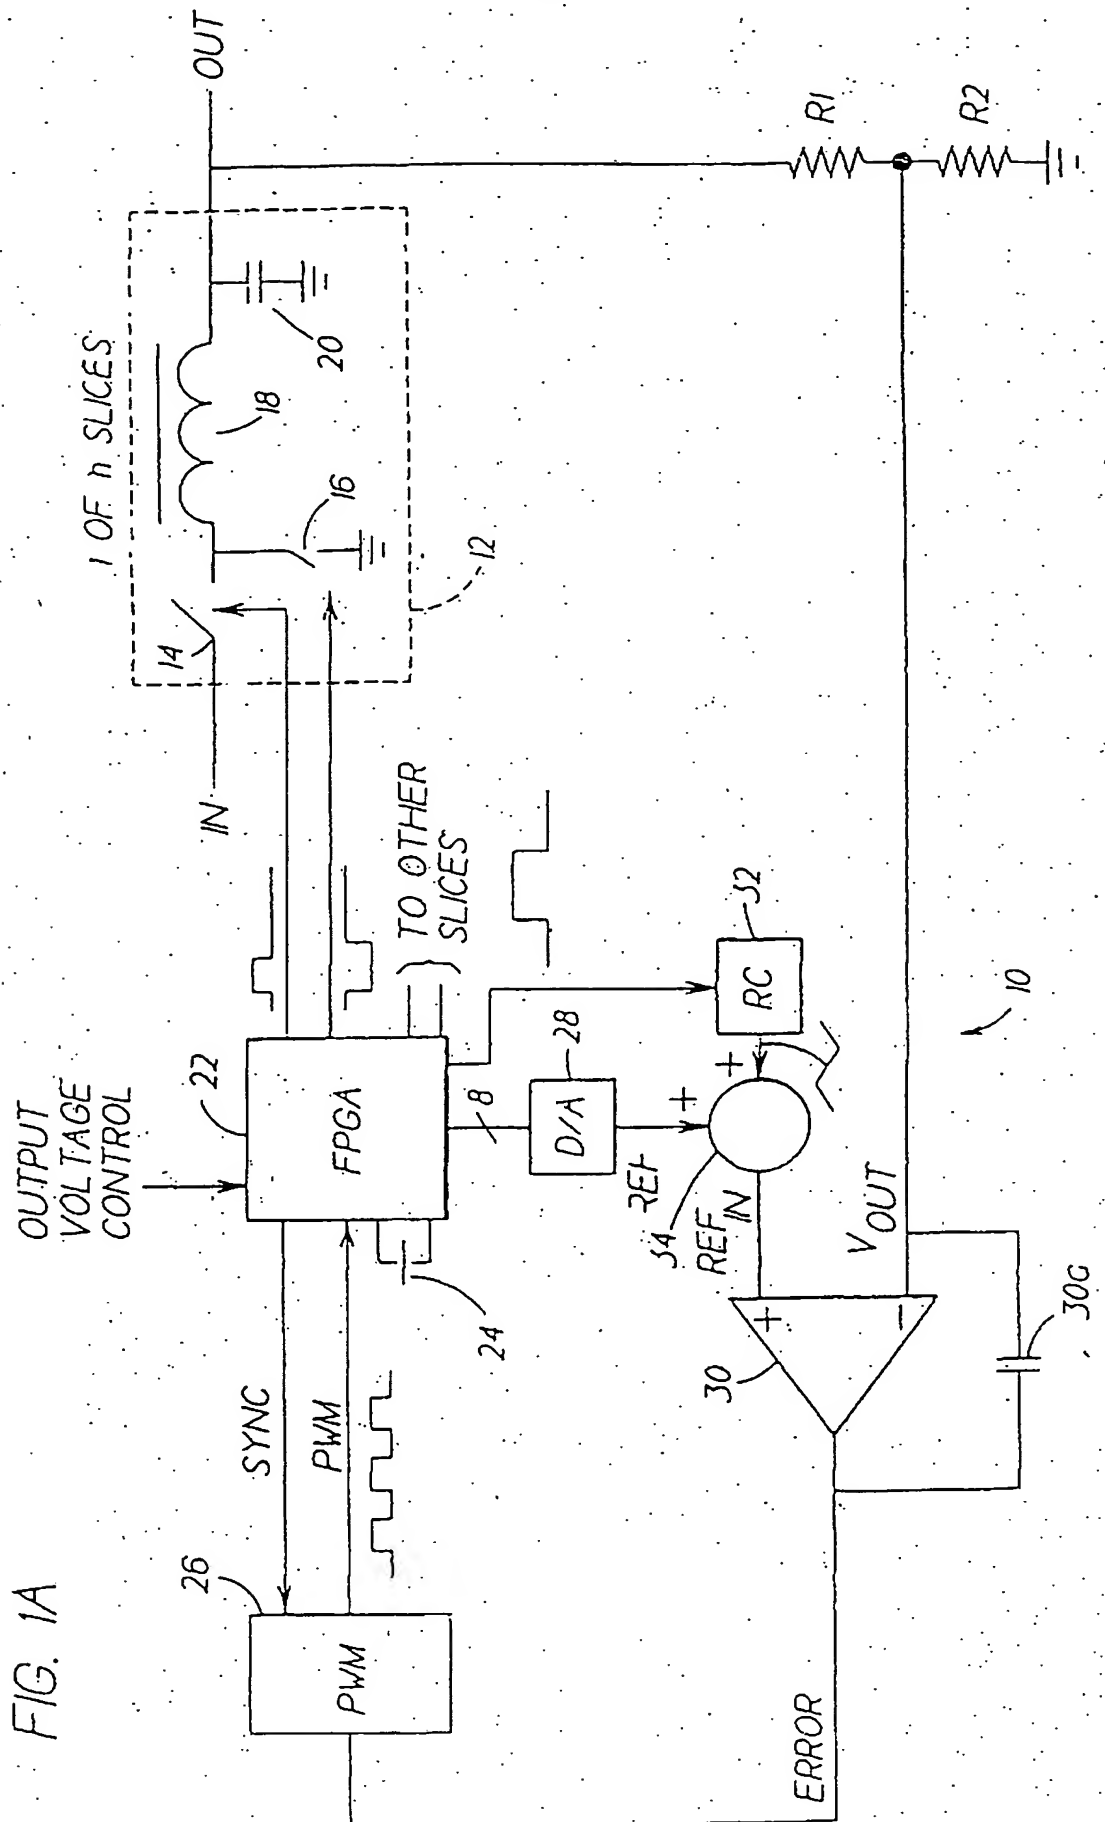 FIG. 1A
OUTPUT
VOLTAGE
CONTROL
1 OF n SLICES
OUT
IN
14
16
18
20
12
22
FPGA
SYNC
PWM
26
PWM
24
TO OTHER
SLICES
8
D/A
28
RC
32
+
+
REF
34
REF IN
+
-
30
30a
VOUT
R1
R2
10
ERROR